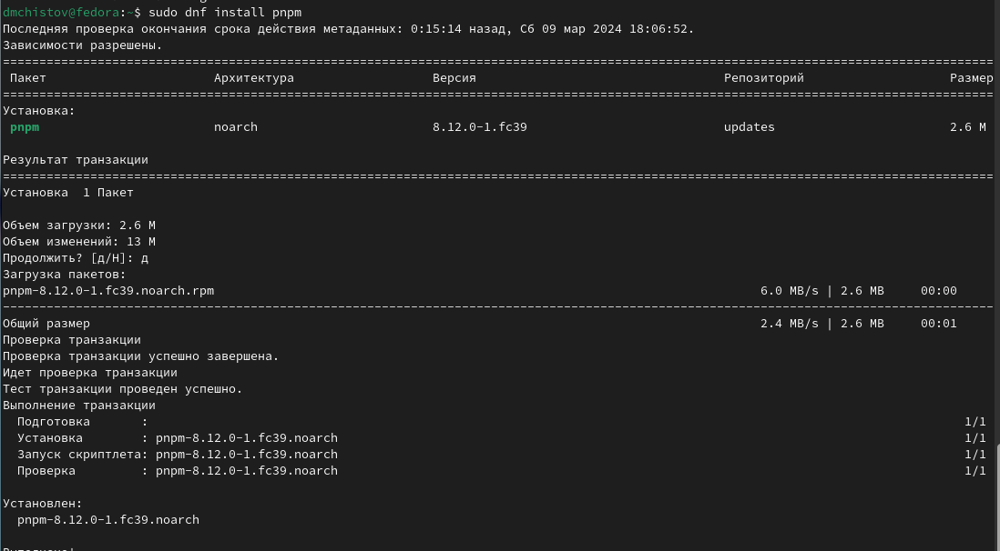 dmchistov@fedora:~$ sudo dnf install pnpm
Последняя проверка окончания срока действия метаданных: 0:15:14 назад, Сб 09 мар 2024 18:06:52.
Зависимости разрешены.
================================================================================
Пакет Архитектура Версия Репозиторий Размер
================================================================================
Установка:
pnpm noarch 8.12.0-1.fc39 updates 2.6 M
Результат транзакции
================================================================================
Установка 1 Пакет
Объем загрузки: 2.6 M
Объем изменений: 13 M
Продолжить? [д/Н]: д
Загрузка пакетов:
pnpm-8.12.0-1.fc39.noarch.rpm 6.0 MB/s | 2.6 MB 00:00
--------------------------------------------------------------------------------
Общий размер 2.4 MB/s | 2.6 MB 00:01
Проверка транзакции
Проверка транзакции успешно завершена.
Идет проверка транзакции
Тест транзакции проведен успешно.
Выполнение транзакции
Подготовка : 1/1
Установка : pnpm-8.12.0-1.fc39.noarch 1/1
Запуск скриптлета: pnpm-8.12.0-1.fc39.noarch 1/1
Проверка : pnpm-8.12.0-1.fc39.noarch 1/1
Установлен:
pnpm-8.12.0-1.fc39.noarch